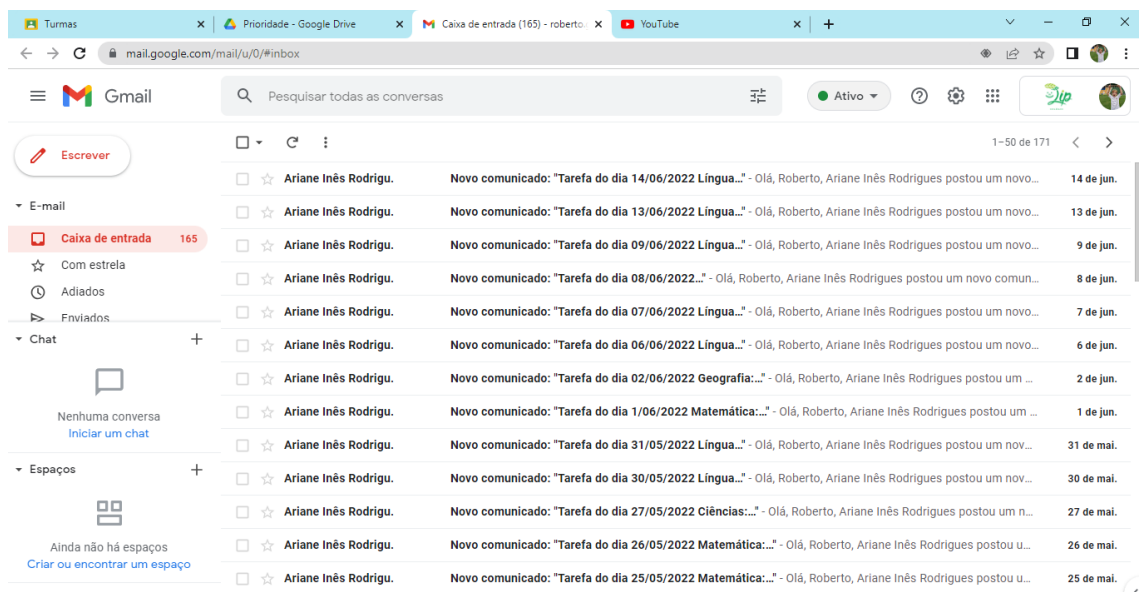 Turmas
Prioridade - Google Drive
Caixa de entrada (165) - roberto.
YouTube
mail.google.com/mail/u/0/#inbox
Gmail
Pesquisar todas as conversas
Ativo
Escrever
1–50 de 171
E-mail
Caixa de entrada 165
Com estrela
Adiados
Enviados
Chat
Nenhuma conversa
Iniciar um chat
Espaços
Ainda não há espaços
Criar ou encontrar um espaço
Ariane Inês Rodrigu. Novo comunicado: "Tarefa do dia 14/06/2022 Língua..." - Olá, Roberto, Ariane Inês Rodrigues postou um novo... 14 de jun.
Ariane Inês Rodrigu. Novo comunicado: "Tarefa do dia 13/06/2022 Língua..." - Olá, Roberto, Ariane Inês Rodrigues postou um novo... 13 de jun.
Ariane Inês Rodrigu. Novo comunicado: "Tarefa do dia 09/06/2022 Língua..." - Olá, Roberto, Ariane Inês Rodrigues postou um novo... 9 de jun.
Ariane Inês Rodrigu. Novo comunicado: "Tarefa do dia 08/06/2022..." - Olá, Roberto, Ariane Inês Rodrigues postou um novo comun... 8 de jun.
Ariane Inês Rodrigu. Novo comunicado: "Tarefa do dia 07/06/2022 Língua..." - Olá, Roberto, Ariane Inês Rodrigues postou um novo... 7 de jun.
Ariane Inês Rodrigu. Novo comunicado: "Tarefa do dia 06/06/2022 Língua..." - Olá, Roberto, Ariane Inês Rodrigues postou um novo... 6 de jun.
Ariane Inês Rodrigu. Novo comunicado: "Tarefa do dia 02/06/2022 Geografia:..." - Olá, Roberto, Ariane Inês Rodrigues postou um ... 2 de jun.
Ariane Inês Rodrigu. Novo comunicado: "Tarefa do dia 1/06/2022 Matemática:..." - Olá, Roberto, Ariane Inês Rodrigues postou um ... 1 de jun.
Ariane Inês Rodrigu. Novo comunicado: "Tarefa do dia 31/05/2022 Língua..." - Olá, Roberto, Ariane Inês Rodrigues postou um nov... 31 de mai.
Ariane Inês Rodrigu. Novo comunicado: "Tarefa do dia 30/05/2022 Língua..." - Olá, Roberto, Ariane Inês Rodrigues postou um nov... 30 de mai.
Ariane Inês Rodrigu. Novo comunicado: "Tarefa do dia 27/05/2022 Ciências:..." - Olá, Roberto, Ariane Inês Rodrigues postou um n... 27 de mai.
Ariane Inês Rodrigu. Novo comunicado: "Tarefa do dia 26/05/2022 Matemática:..." - Olá, Roberto, Ariane Inês Rodrigues postou u... 26 de mai.
Ariane Inês Rodrigu. Novo comunicado: "Tarefa do dia 25/05/2022 Matemática:..." - Olá, Roberto, Ariane Inês Rodrigues postou u... 25 de mai.